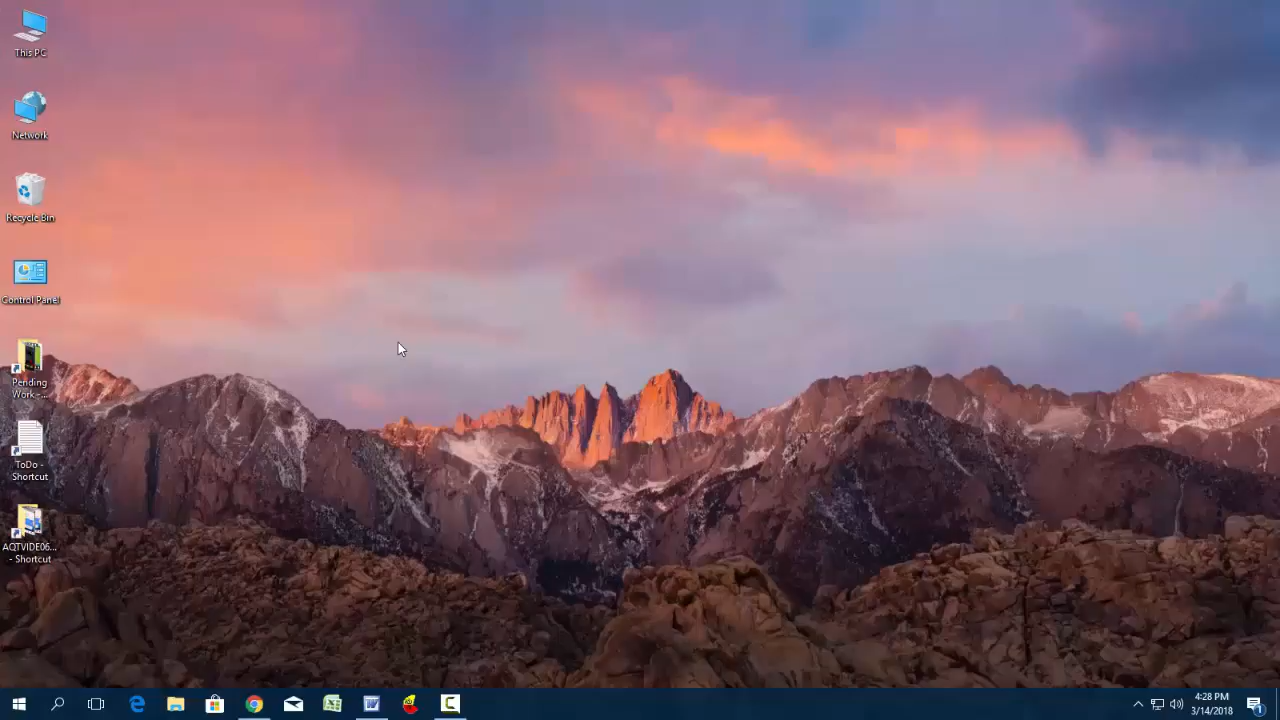 This PC
Network
Recycle Bin
Control Panel
Pending
Work -...
ToDo -
Shortcut
AQTVIDE06...
- Shortcut
4:28 PM
3/14/2018
1